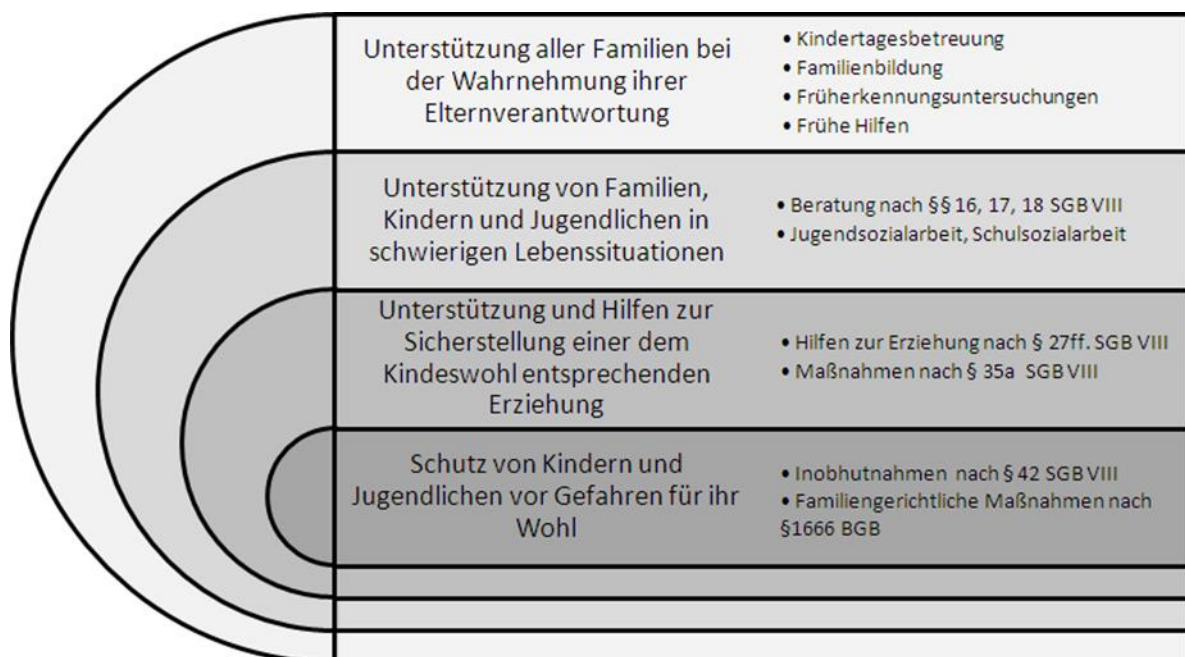 Unterstützung aller Familien bei
der Wahrnehmung ihrer
Elternverantwortung
• Kindertagesbetreuung
• Familienbildung
• Früherkennungsuntersuchungen
• Frühe Hilfen
Unterstützung von Familien,
Kindern und Jugendlichen in
schwierigen Lebenssituationen
• Beratung nach §§ 16, 17, 18 SGB VIII
• Jugendsozialarbeit, Schulsozialarbeit
Unterstützung und Hilfen zur
Sicherstellung einer dem
Kindeswohl entsprechenden
Erziehung
• Hilfen zur Erziehung nach § 27ff. SGB VIII
• Maßnahmen nach § 35a SGB VIII
Schutz von Kindern und
Jugendlichen vor Gefahren für ihr
Wohl
• Inobhutnahmen nach § 42 SGB VIII
• Familiengerichtliche Maßnahmen nach
§1666 BGB